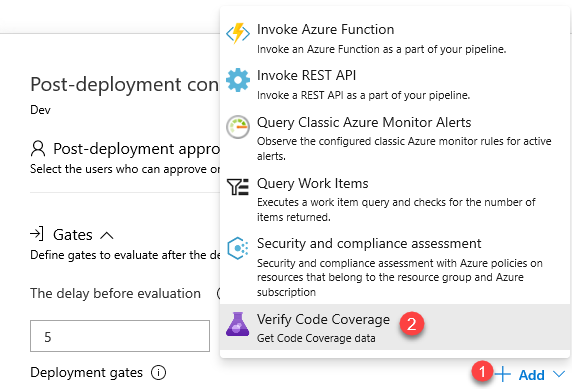 Invoke Azure Function
Invoke an Azure Function as a part of your pipeline.
Invoke REST API
Invoke a REST API as a part of your pipeline.
Query Classic Azure Monitor Alerts
Observe the configured classic Azure monitor rules for active
alerts.
Query Work Items
Executes a work item query and checks for the number of
items returned.
Security and compliance assessment
Security and compliance assessment with Azure policies on
resources that belong to the resource group and Azure
subscription
Verify Code Coverage
2
Get Code Coverage data
Post-deployment con
Dev
Post-deployment appro
Select the users who can approve or
Gates
Define gates to evaluate after the de
The delay before evaluation
5
Deployment gates
1
Add